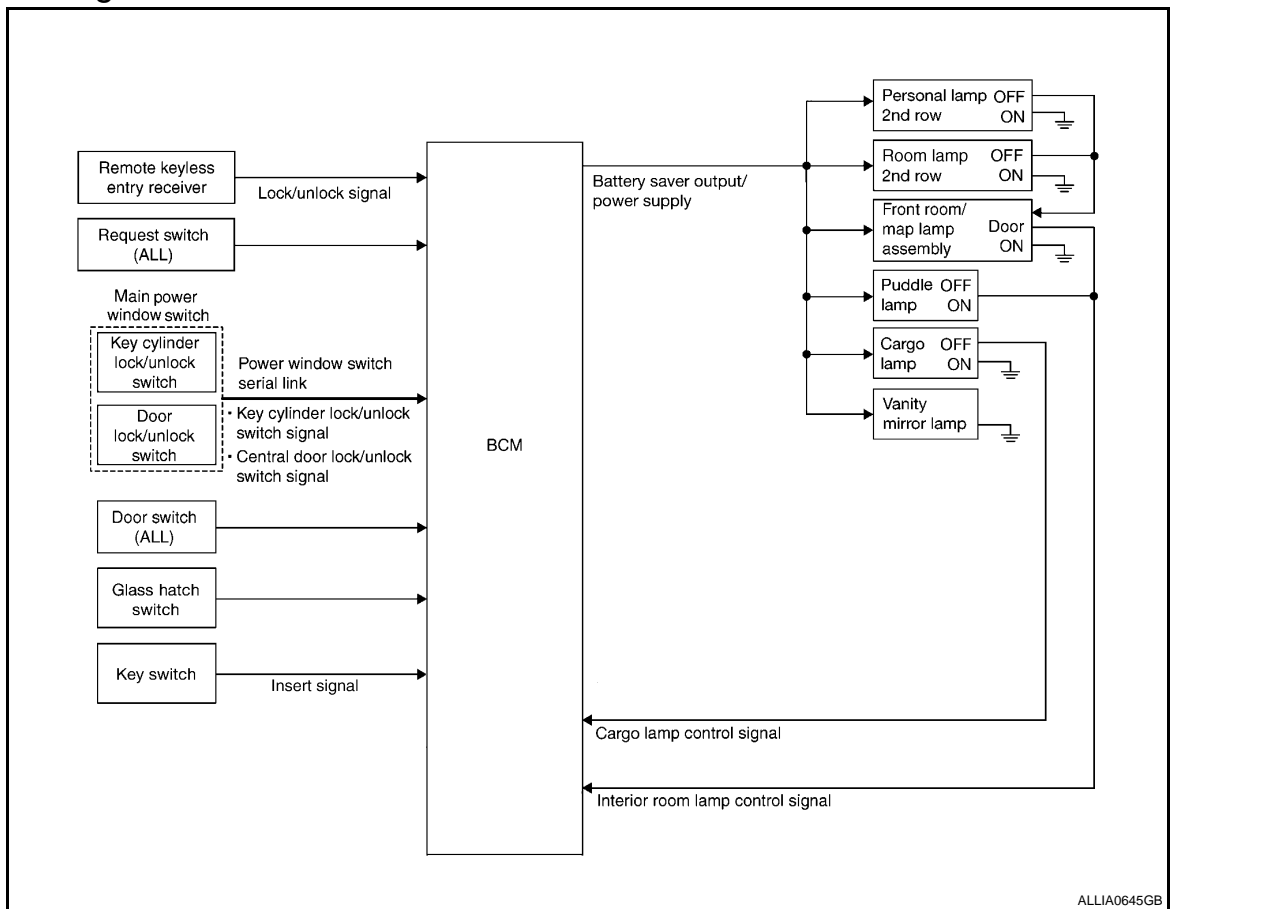 Remote keyless
entry receiver
Lock/unlock signal
Request switch
(ALL)
Main power
window switch
Key cylinder
lock/unlock
switch
Door
lock/unlock
switch
Power window switch
serial link
· Key cylinder lock/unlock
switch signal
· Central door lock/unlock
switch signal
Door switch
(ALL)
Glass hatch
switch
Key switch
Insert signal
BCM
Battery saver output/
power supply
Personal lamp OFF
2nd row ON
Room lamp OFF
2nd row ON
Front room/
map lamp Door
assembly ON
Puddle OFF
lamp ON
Cargo OFF
lamp ON
Vanity
mirror lamp
Cargo lamp control signal
Interior room lamp control signal
ALLIA0645GB